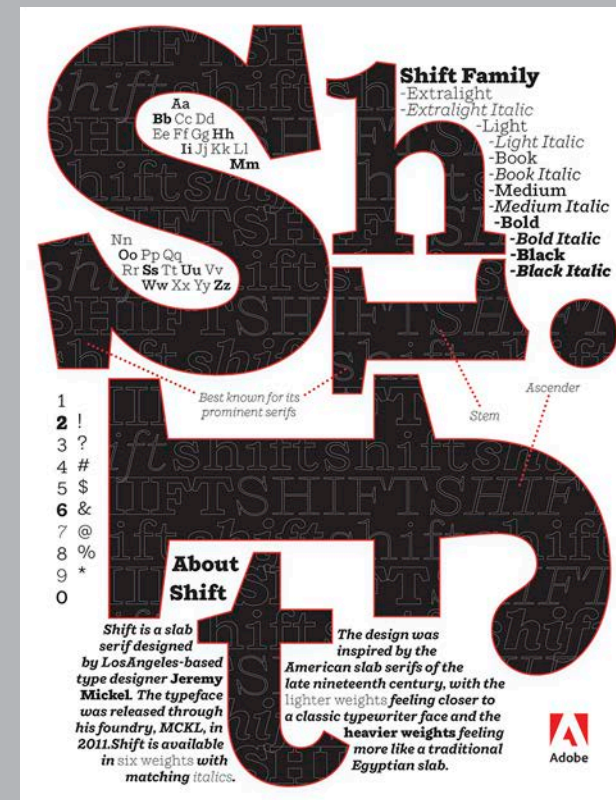 Sh
i
f
t
Shift Family
-Extralight
-Extralight Italic
-Light
-Light Italic
-Book
-Book Italic
-Medium
-Medium Italic
-Bold
-Bold Italic
-Black
-Black Italic
Aa
Bb Cc Dd
Ee Ff Gg Hh
Ii Jj Kk Ll
Mm
Nn
Oo Pp Qq
Rr Ss Tt Uu Vv
Ww Xx Yy Zz
Best known for its
prominent serifs
Stem
Ascender
1
2 !
3 ?
4 #
5 $
6 &
7 @
8 %
9 *
0
About
Shift
Shift is a slab
serif designed
by LosAngeles-based
type designer Jeremy
Mickel. The typeface
was released through
his foundry, MCKL, in
2011.Shift is available
in six weights with
matching italics.
The design was
inspired by the
American slab serifs of the
late nineteenth century, with the
lighter weights feeling closer to
a classic typewriter face and the
heavier weights feeling
more like a traditional
Egyptian slab.
Adobe